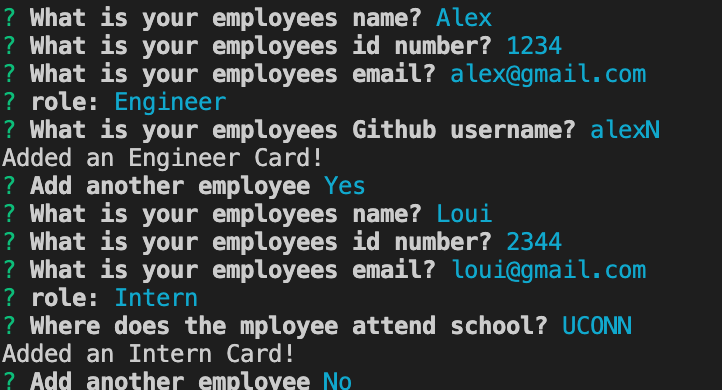 ? What is your employees name? Alex
? What is your employees id number? 1234
? What is your employees email? alex@gmail.com
? role: Engineer
? What is your employees Github username? alexN
Added an Engineer Card!
? Add another employee Yes
? What is your employees name? Loui
? What is your employees id number? 2344
? What is your employees email? loui@gmail.com
? role: Intern
? Where does the mployee attend school? UCONN
Added an Intern Card!
? Add another employee No